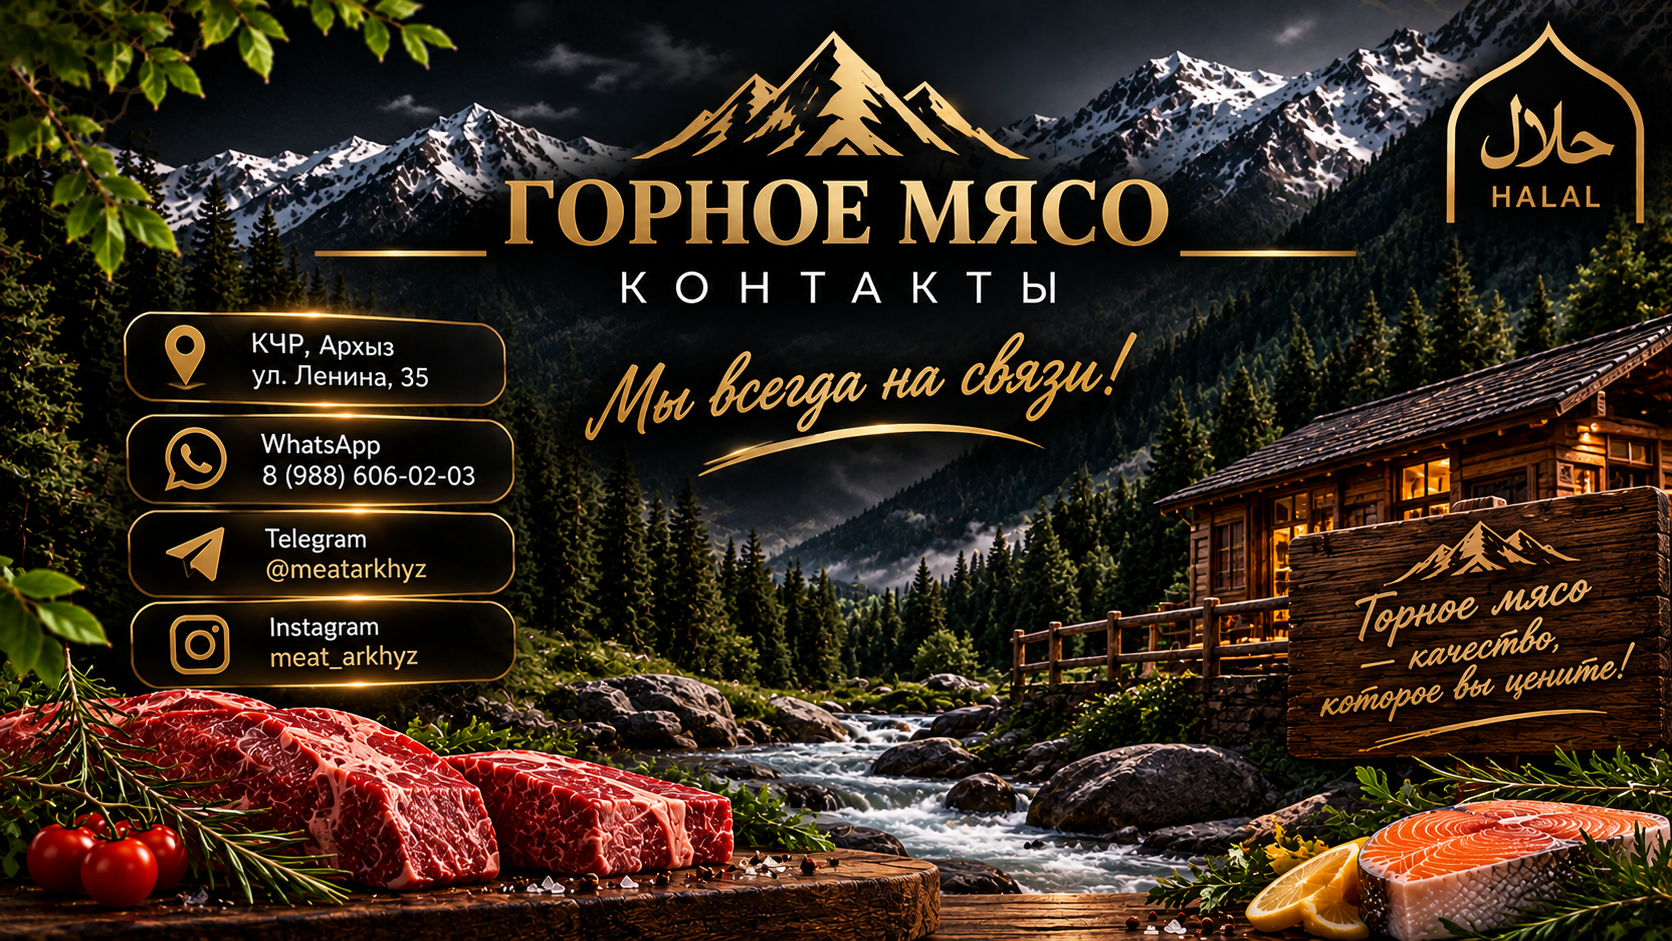 ГОРНОЕ МЯСО
КОНТАКТЫ
Мы всегда на связи!
حلال
HALAL
КЧР, Архыз
ул. Ленина, 35
WhatsApp
8 (988) 606-02-03
Telegram
@meatarkhyz
Instagram
meat_arkhyz
Горное мясо
— качество,
которое вы цените!